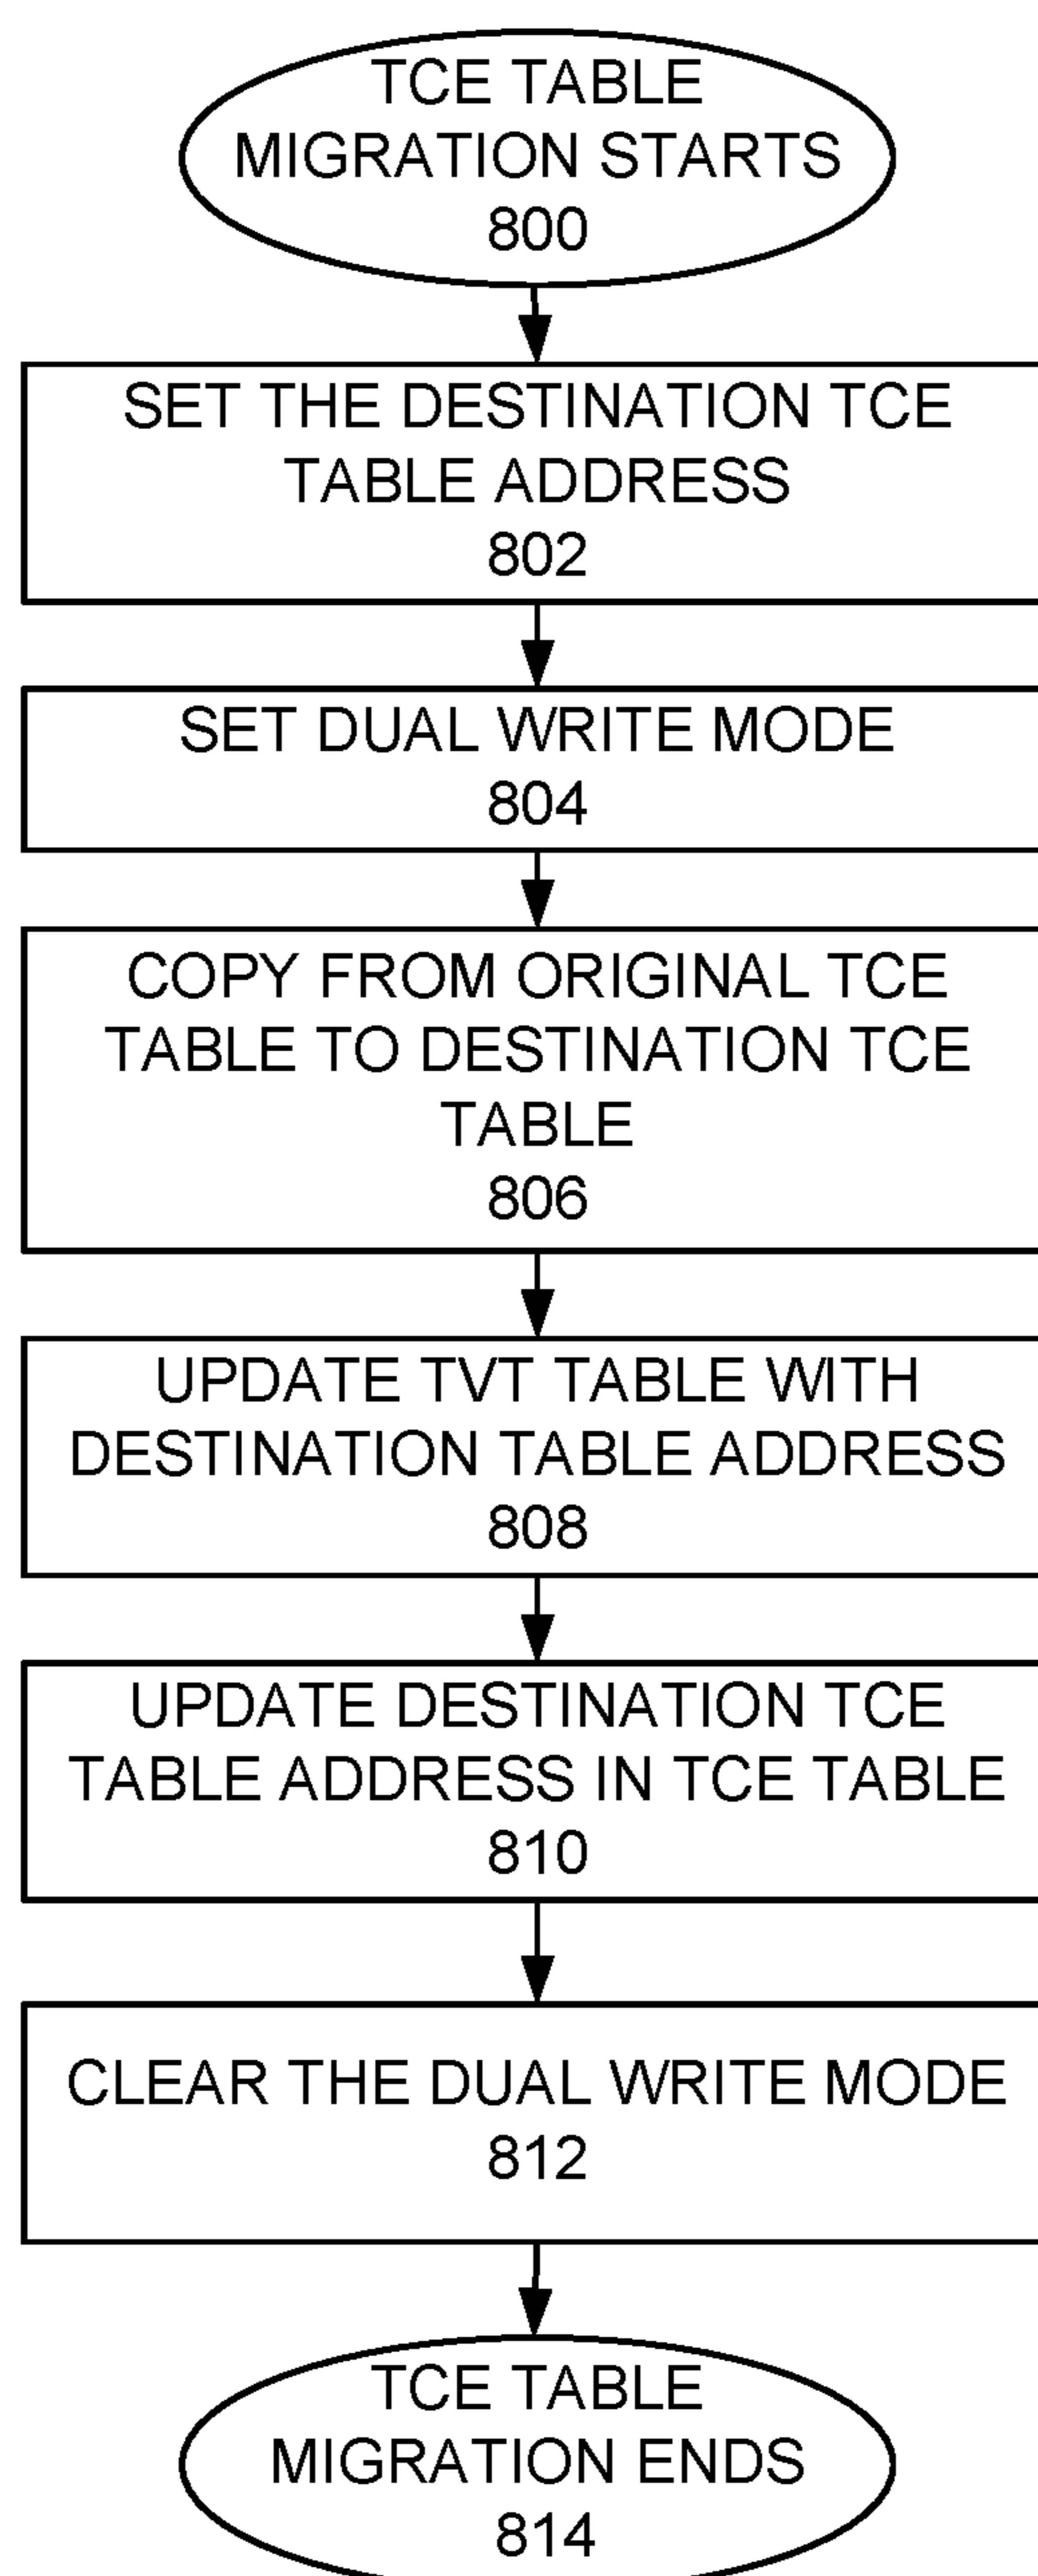 TCE TABLE
MIGRATION STARTS
800
SET THE DESTINATION TCE
TABLE ADDRESS
802
SET DUAL WRITE MODE
804
COPY FROM ORIGINAL TCE
TABLE TO DESTINATION TCE
TABLE
806
UPDATE TVT TABLE WITH
DESTINATION TABLE ADDRESS
808
UPDATE DESTINATION TCE
TABLE ADDRESS IN TCE TABLE
810
CLEAR THE DUAL WRITE MODE
812
TCE TABLE
MIGRATION ENDS
814